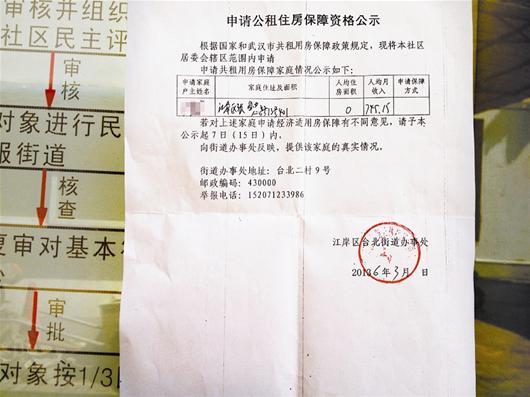 审核并组织
社区民主评
审
核
对象进行民
报街道
核
查
复审对基本
审
批
对象按1/3
申请公租住房保障资格公示
根据国家和武汉市共租用房保障政策规定，现将本社区
居委会辖区范围内申请
申请共租用房保障家庭情况公示如下：
申请家庭户主姓名 家庭住址及面积 人均住房面积 人均月收入 申请保障方式
0 745.15
若对上述家庭申请经济适用房保障有不同意见，请予本公
示起7日（15日）内，
向街道办事处反映，提供该家庭的真实情况。
街道办事处地址：台北二村9号
邮政编码：430000
举报电话：152071233986
江岸区台北街道办事处
年3月 日